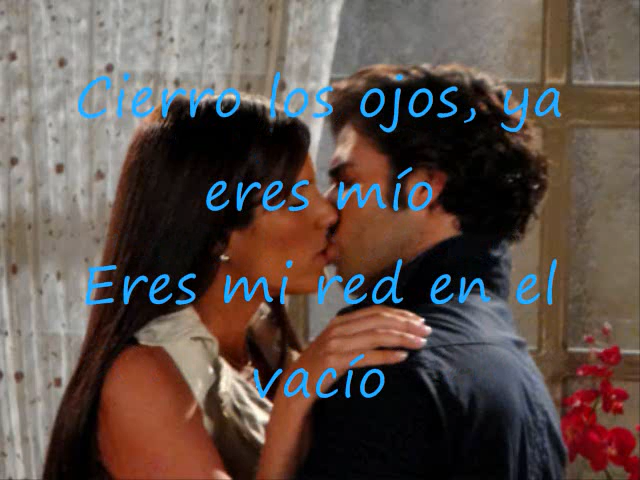 Cierro los ojos, ya
eres mío
Eres mi red en el
vacío